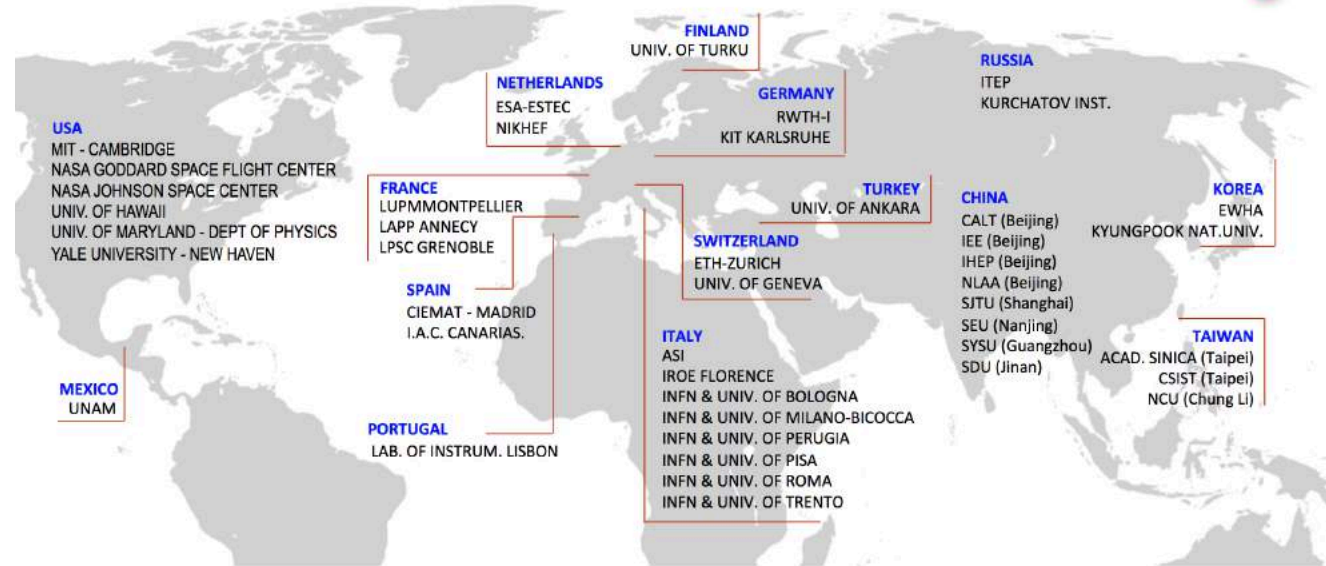 FINLAND
UNIV. OF TURKU
NETHERLANDS
ESA-ESTEC
NIKHEF
GERMANY
RWTH-I
KIT KARLSRUHE
RUSSIA
ITEP
KURCHATOV INST.
USA
MIT - CAMBRIDGE
NASA GODDARD SPACE FLIGHT CENTER
NASA JOHNSON SPACE CENTER
UNIV. OF HAWAII
UNIV. OF MARYLAND - DEPT OF PHYSICS
YALE UNIVERSITY - NEW HAVEN
FRANCE
LUPMMONTPELLIER
LAPP ANNECY
LPSC GRENOBLE
TURKEY
UNIV. OF ANKARA
CHINA
CALT (Beijing)
IEE (Beijing)
IHEP (Beijing)
NLAA (Beijing)
SJTU (Shanghai)
SEU (Nanjing)
SYSU (Guangzhou)
SDU (Jinan)
KOREA
EWHA
KYUNGPOOK NAT.UNIV.
SWITZERLAND
ETH-ZURICH
UNIV. OF GENEVA
SPAIN
CIEMAT - MADRID
I.A.C. CANARIAS.
ITALY
ASI
IROE FLORENCE
INFN & UNIV. OF BOLOGNA
INFN & UNIV. OF MILANO-BICOCCA
INFN & UNIV. OF PERUGIA
INFN & UNIV. OF PISA
INFN & UNIV. OF ROMA
INFN & UNIV. OF TRENTO
TAIWAN
ACAD. SINICA (Taipei)
CSIST (Taipei)
NCU (Chung Li)
MEXICO
UNAM
PORTUGAL
LAB. OF INSTRUM. LISBON